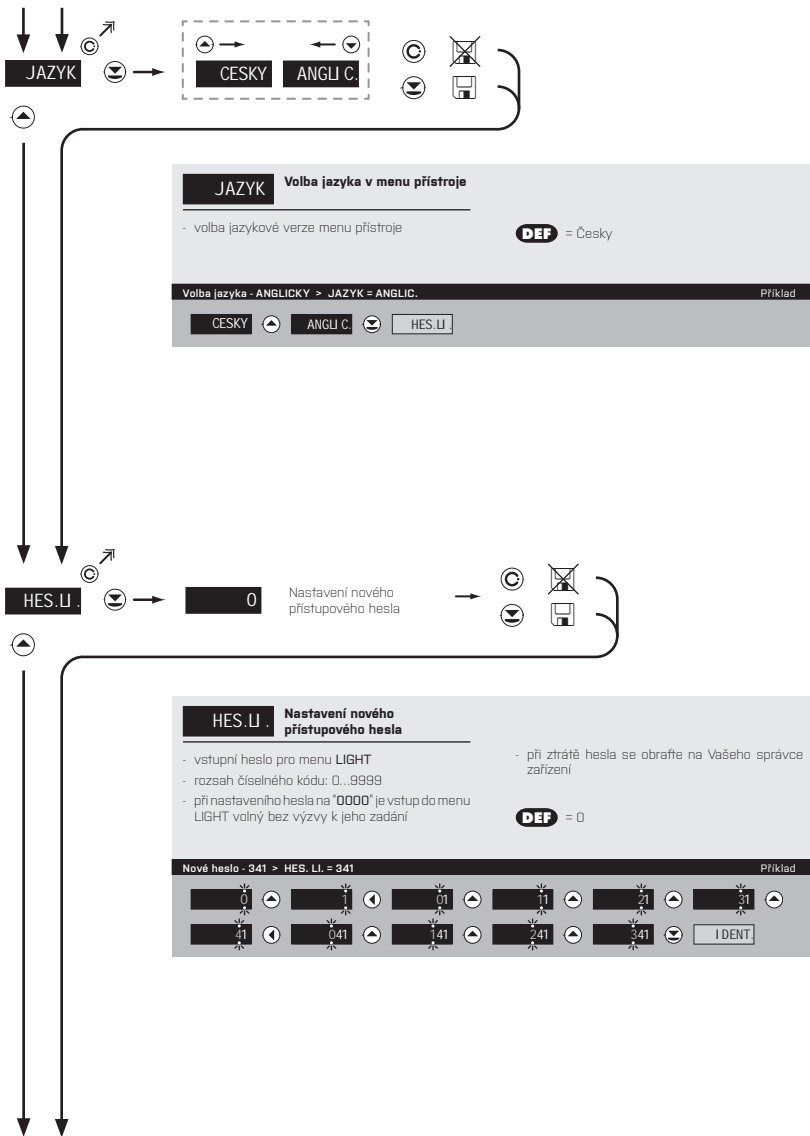 JAZYK
CESKY ANGLI C.
JAZYK Volba jazyka v menu přístroje
- volba jazykové verze menu přístroje
DEF = Česky
Volba jazyka - ANGLICKY > JAZYK = ANGLIC. Příklad
CESKY ANGLI C. HES.LI .
HES.LI . 0 Nastavení nového
přístupového hesla
HES.LI . Nastavení nového
přístupového hesla
- vstupní heslo pro menu LIGHT
- rozsah číselného kódu: 0...9999
- při nastaveního hesla na "0000" je vstup do menu
LIGHT volný bez výzvy k jeho zadání
- při ztrátě hesla se obraťte na Vašeho správce
zařízení
DEF = 0
Nové heslo - 341 > HES. LI. = 341 Příklad
0 1 01 11 21 31
41 041 141 241 341 I DENT.